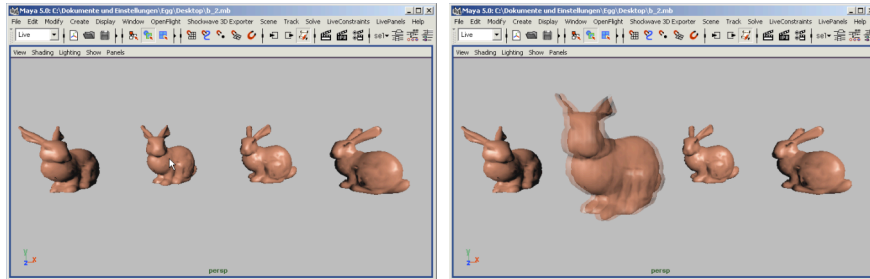 Maya 5.0: C:\Dokumente und Einstellungen\Egg\Desktop\b_2.mb
File Edit Modify Create Display Window OpenFlight Shockwave 3D Exporter Scene Track Solve LiveConstraints LivePanels Help
Live
sel
View Shading Lighting Show Panels
Y
Z X
persp
Maya 5.0: C:\Dokumente und Einstellungen\Egg\Desktop\b_2.mb
File Edit Modify Create Display Window OpenFlight Shockwave 3D Exporter Scene Track Solve LiveConstraints LivePanels Help
Live
sel
View Shading Lighting Show Panels
Y
Z X
persp